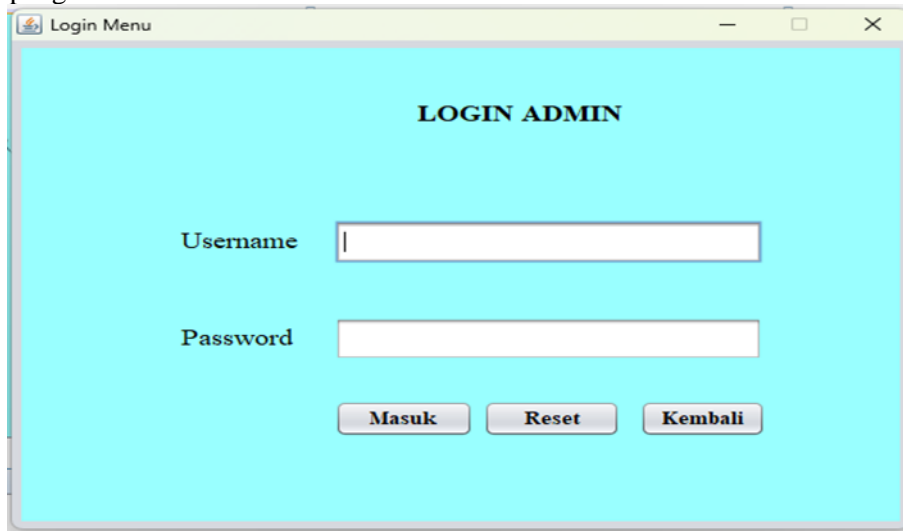 Login Menu
LOGIN ADMIN
Username
Password
Masuk Reset Kembali